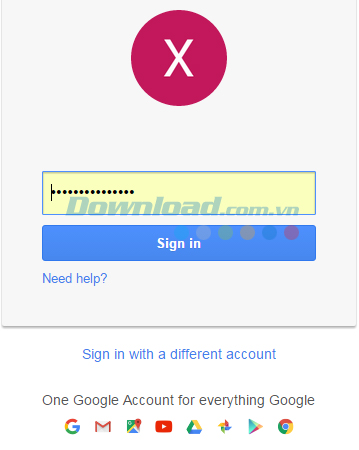 X
•••••••••••••••
Download.com.vn
Sign in
Need help?
Sign in with a different account
One Google Account for everything Google